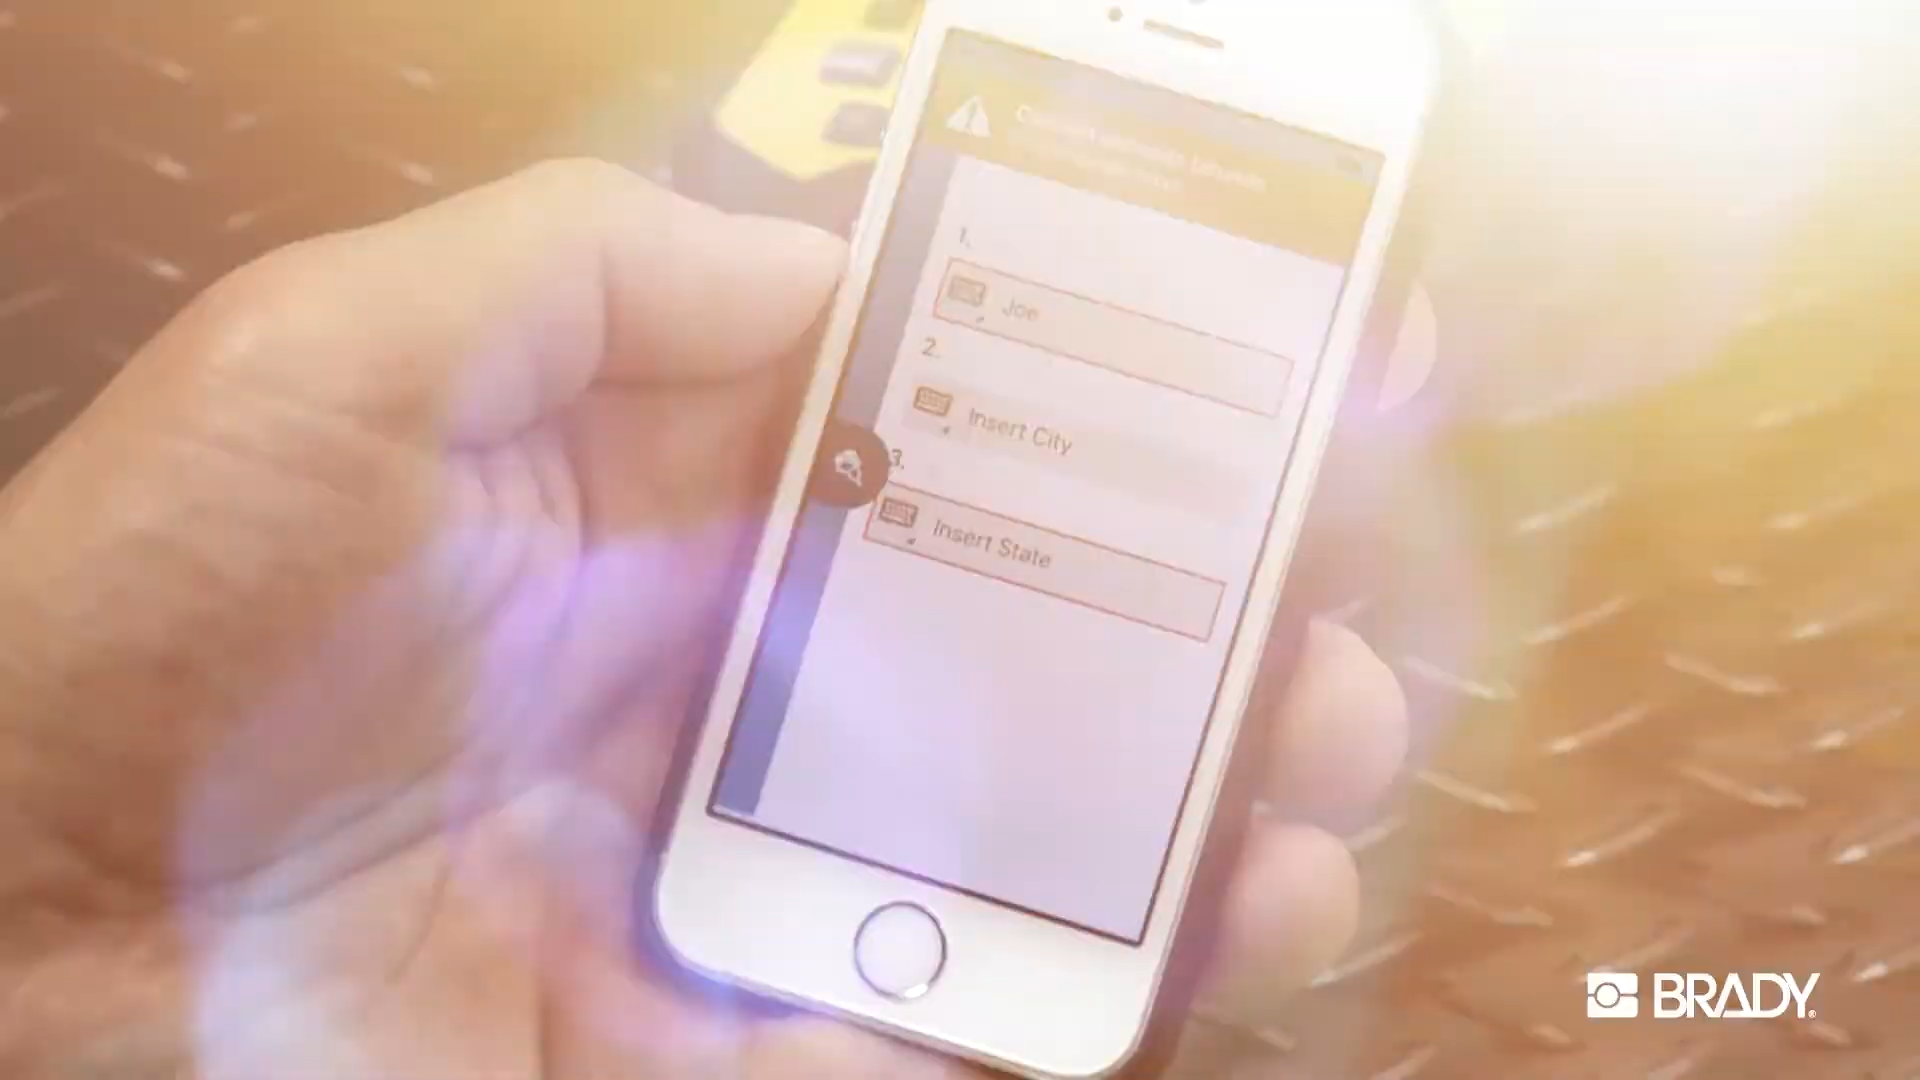 1.
Joe
2.
Insert City
3.
Insert State
BRADY®